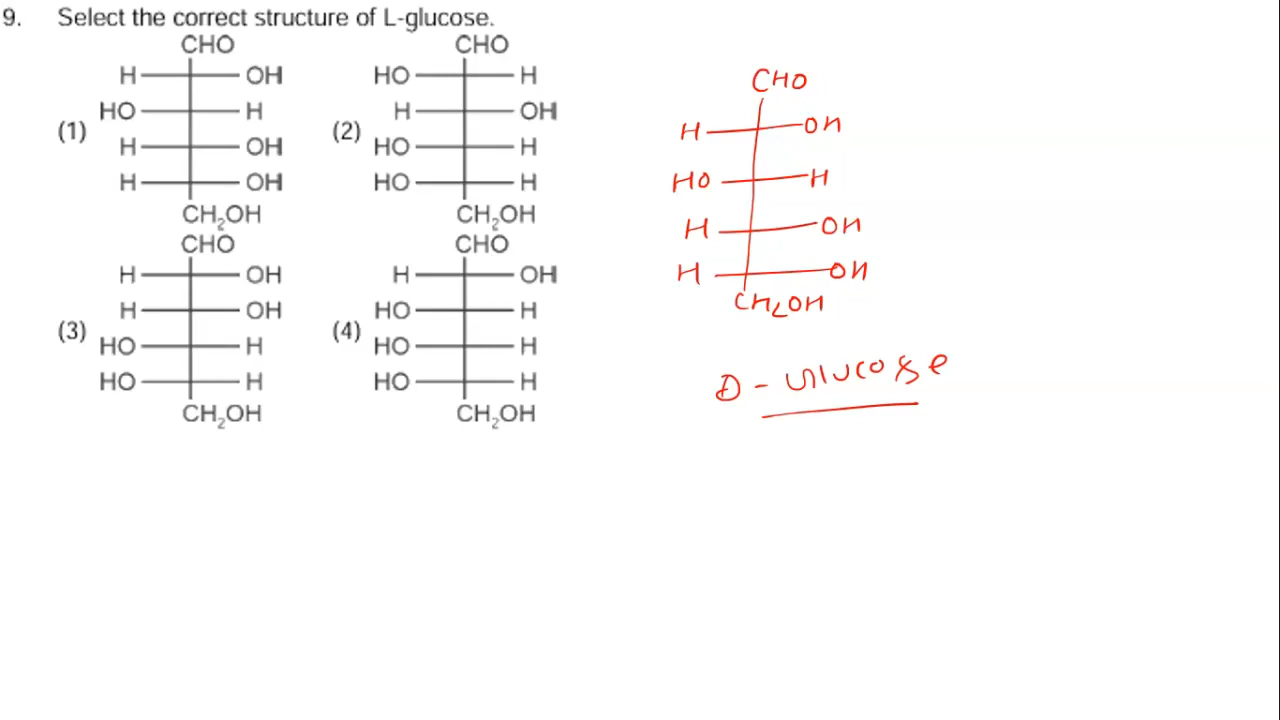 9. Select the correct structure of L-glucose.
CHO
H OH
HO H
(1)
H OH
H OH
CH₂OH
CHO
HO H
H OH
(2)
HO H
HO H
CH₂OH
CHO
H OH
H OH
(3)
HO H
HO H
CH₂OH
CHO
H OH
HO H
(4)
HO H
HO H
CH₂OH
CHO
H OH
HO H
H OH
H OH
CH₂OH
D - Glucose